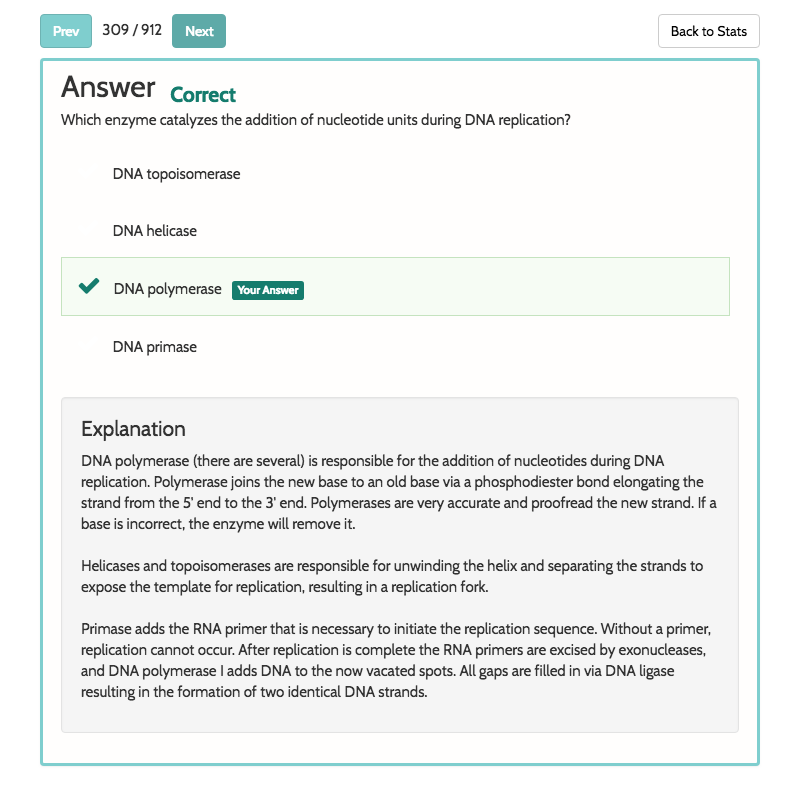 Prev 309 / 912 Next Back to Stats
Answer Correct
Which enzyme catalyzes the addition of nucleotide units during DNA replication?
DNA topoisomerase
DNA helicase
DNA polymerase Your Answer
DNA primase
Explanation
DNA polymerase (there are several) is responsible for the addition of nucleotides during DNA
replication. Polymerase joins the new base to an old base via a phosphodiester bond elongating the
strand from the 5' end to the 3' end. Polymerases are very accurate and proofread the new strand. If a
base is incorrect, the enzyme will remove it.
Helicases and topoisomerases are responsible for unwinding the helix and separating the strands to
expose the template for replication, resulting in a replication fork.
Primase adds the RNA primer that is necessary to initiate the replication sequence. Without a primer,
replication cannot occur. After replication is complete the RNA primers are excised by exonucleases,
and DNA polymerase I adds DNA to the now vacated spots. All gaps are filled in via DNA ligase
resulting in the formation of two identical DNA strands.